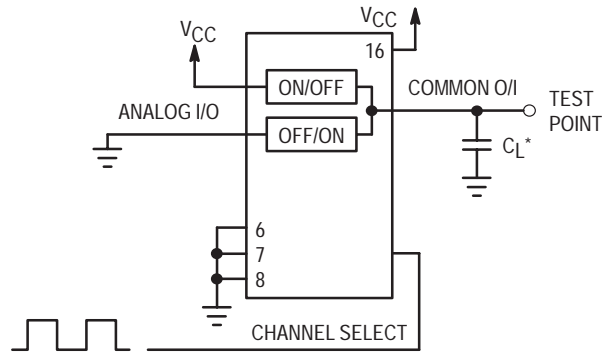 VCC
VCC
16
ON/OFF
COMMON O/I
TEST
POINT
ANALOG I/O
OFF/ON
CL*
6
7
8
CHANNEL SELECT